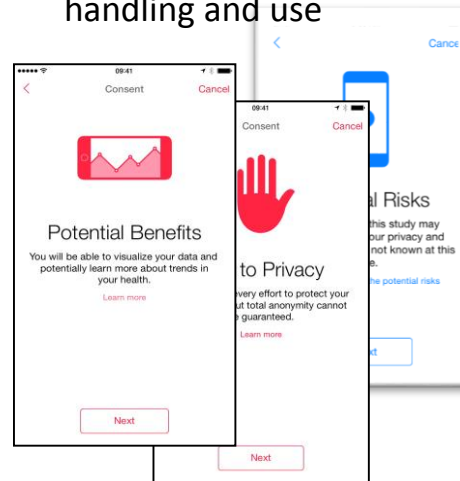 handling and use
09:41
Consent
Cancel
Potential Benefits
You will be able to visualize your data and
potentially learn more about trends in
your health.
Learn more
Next
09:41
Consent
Cancel
to Privacy
every effort to protect your
ut total anonymity cannot
guaranteed.
Learn more
Next
Cance
al Risks
this study may
our privacy and
not known at this
e.
the potential risks
xt